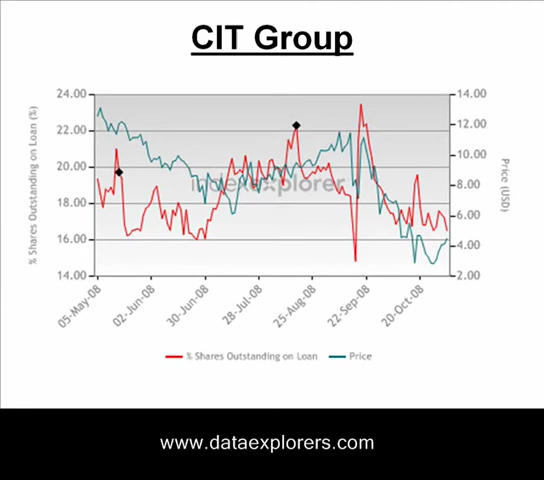 CIT Group
24.00
22.00
20.00
18.00
16.00
14.00
% Shares Outstanding on Loan (%)
14.00
12.00
10.00
8.00
6.00
4.00
2.00
Price (USD)
indexexplorer
05-May-08
02-Jun-08
30-Jun-08
28-Jul-08
25-Aug-08
22-Sep-08
20-Oct-08
% Shares Outstanding on Loan
Price
www.dataexplorers.com